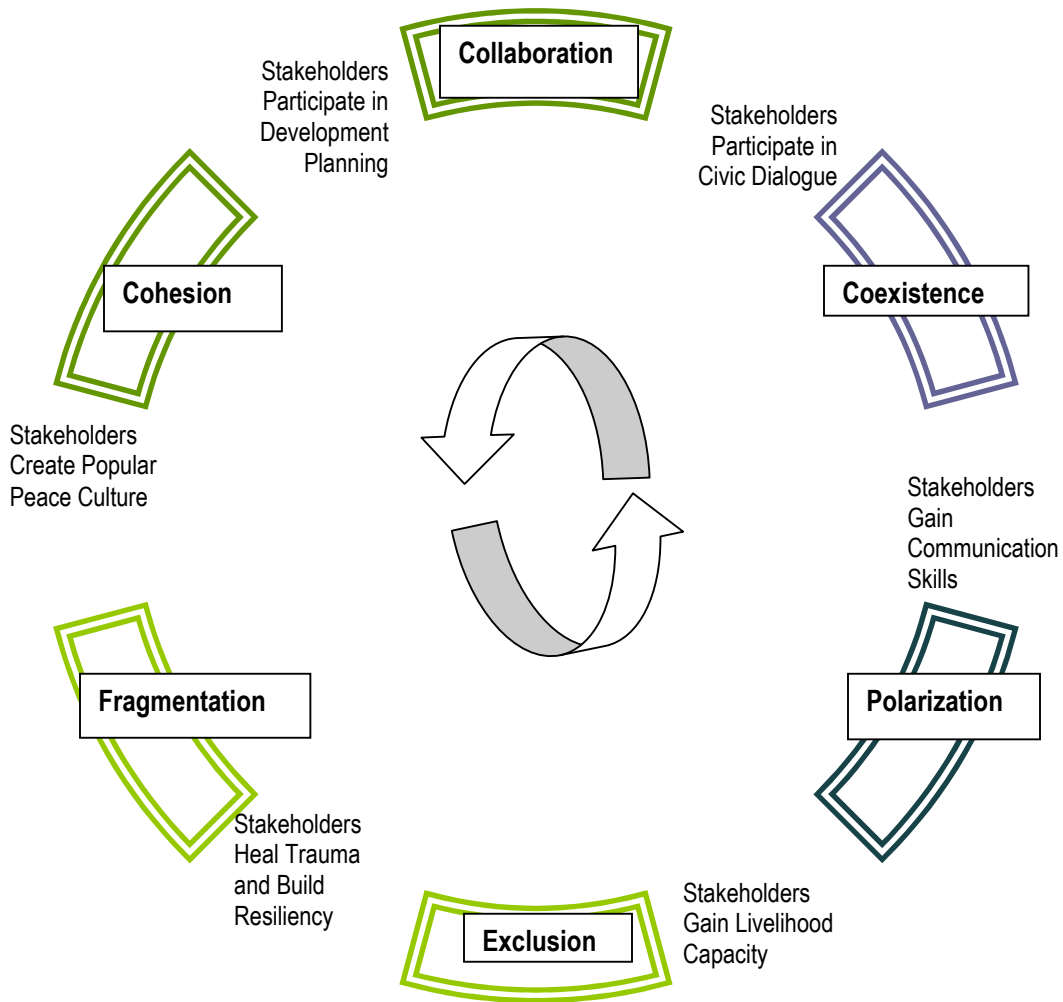 Collaboration
Stakeholders
Participate in
Development
Planning
Stakeholders
Participate in
Civic Dialogue
Cohesion
Coexistence
Stakeholders
Create Popular
Peace Culture
Stakeholders
Gain
Communication
Skills
Fragmentation
Polarization
Stakeholders
Heal Trauma
and Build
Resiliency
Exclusion
Stakeholders
Gain Livelihood
Capacity